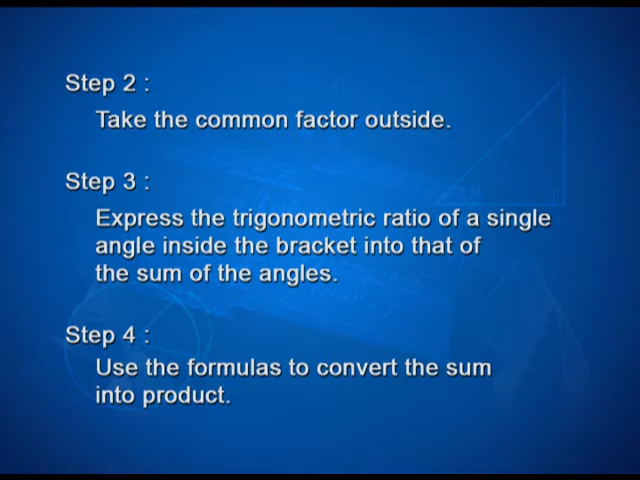 Step 2 :
Take the common factor outside.
Step 3 :
Express the trigonometric ratio of a single
angle inside the bracket into that of
the sum of the angles.
Step 4 :
Use the formulas to convert the sum
into product.